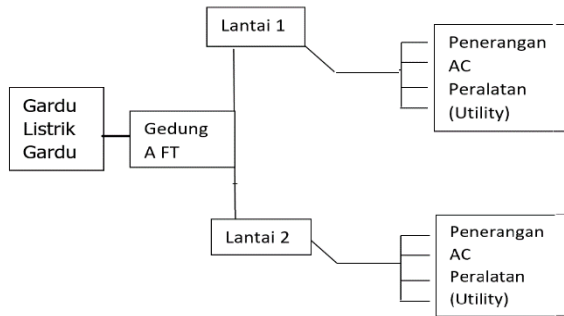 Lantai 1
Penerangan
AC
Peralatan
(Utility)
Gardu
Listrik
Gardu
Gedung
A FT
Lantai 2
Penerangan
AC
Peralatan
(Utility)